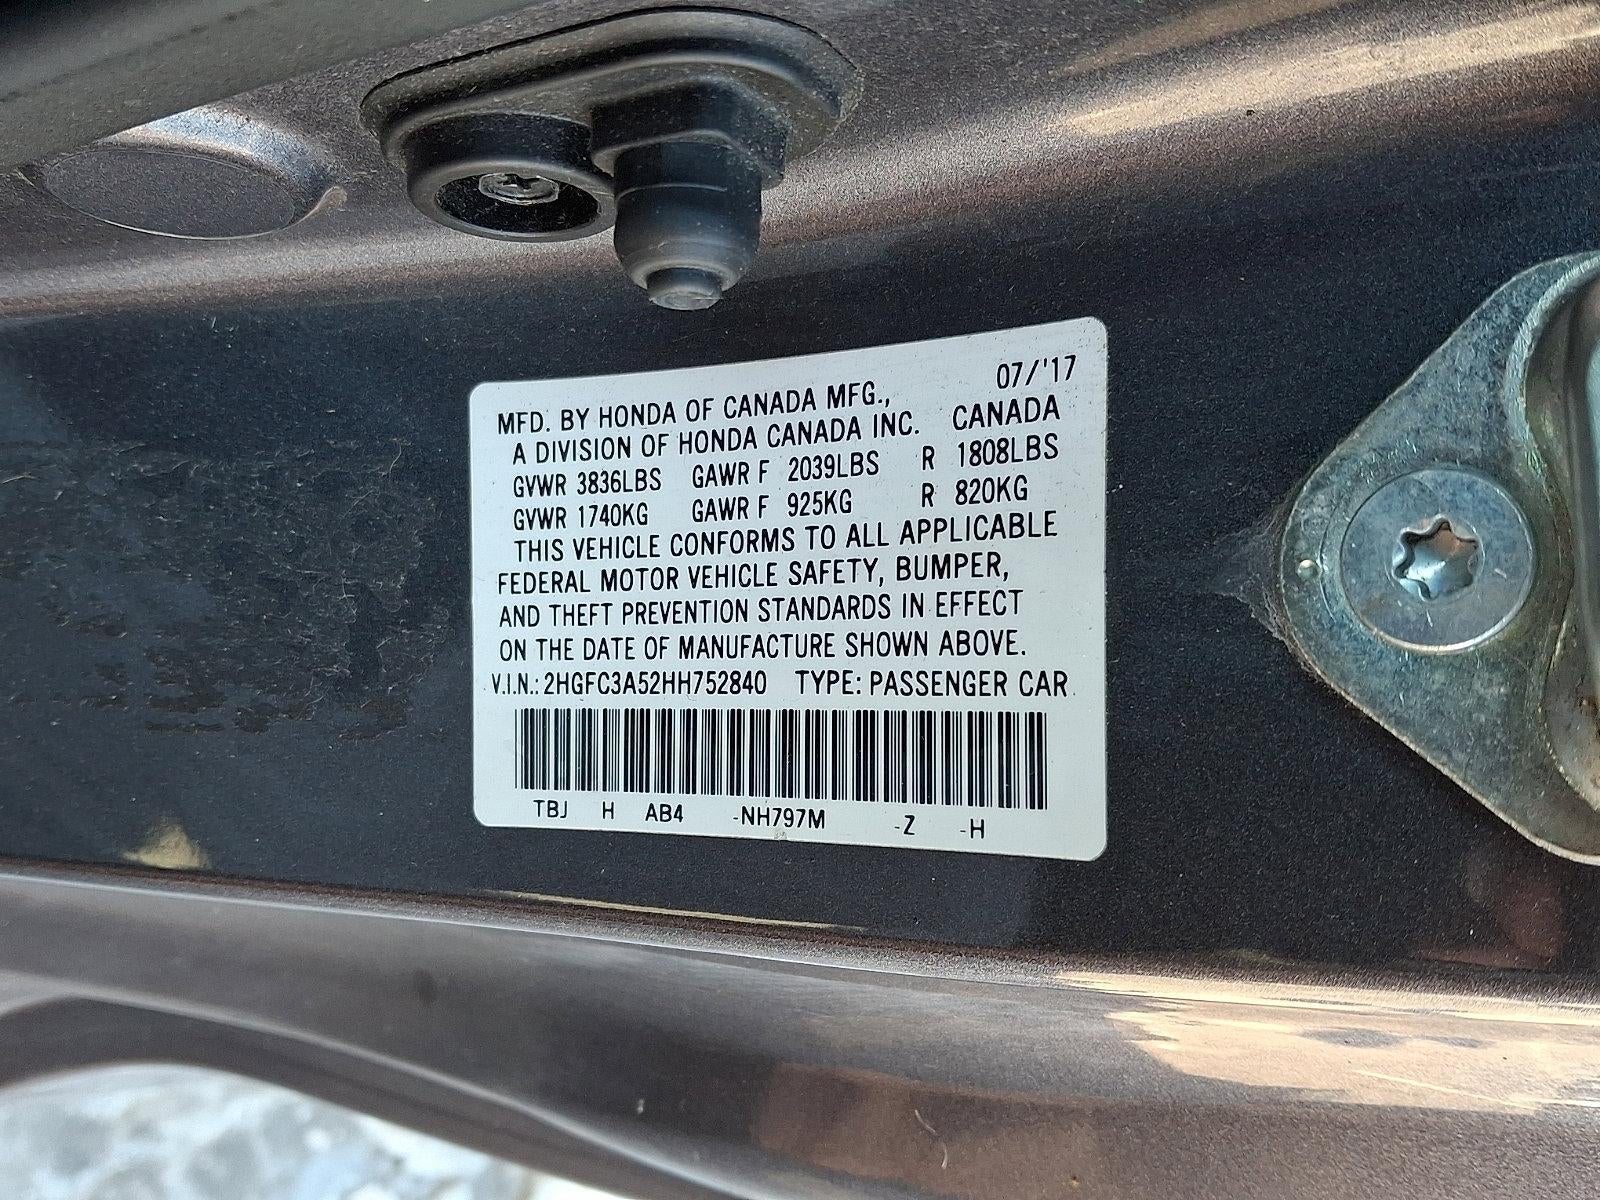 07/'17
MFD. BY HONDA OF CANADA MFG.,
A DIVISION OF HONDA CANADA INC. CANADA
GVWR 3836LBS GAWR F 2039LBS R 1808LBS
GVWR 1740KG GAWR F 925KG R 820KG
THIS VEHICLE CONFORMS TO ALL APPLICABLE
FEDERAL MOTOR VEHICLE SAFETY, BUMPER,
AND THEFT PREVENTION STANDARDS IN EFFECT
ON THE DATE OF MANUFACTURE SHOWN ABOVE.
V.I.N.: 2HGFC3A52HH752840 TYPE: PASSENGER CAR
TBJ H AB4 -NH797M -Z -H